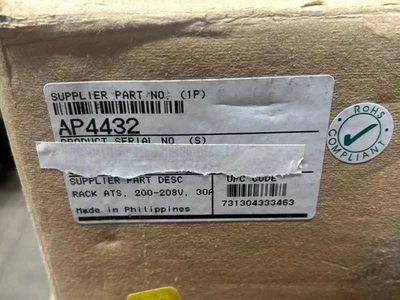 SUPPLIER PART NO. (1P)
AP4432
PRODUCT SERIAL NO (S)
SUPPLIER PART DESC
RACK ATS, 200-208V, 30A
Made in Philippines
UPC CODE
731304333463
ROHS
COMPLIANT